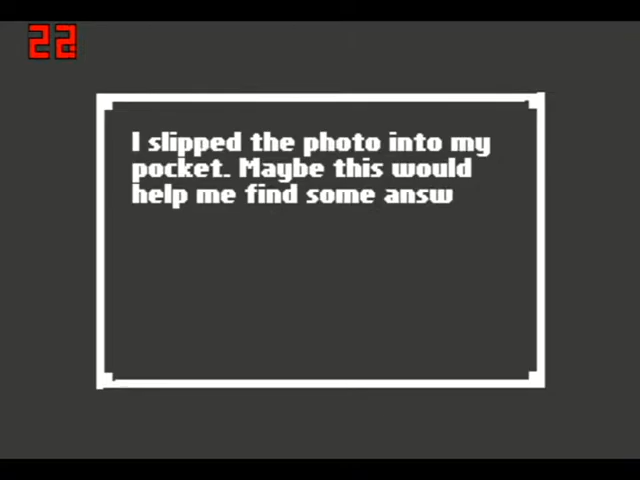 22
I slipped the photo into my
pocket. Maybe this would
help me find some answ